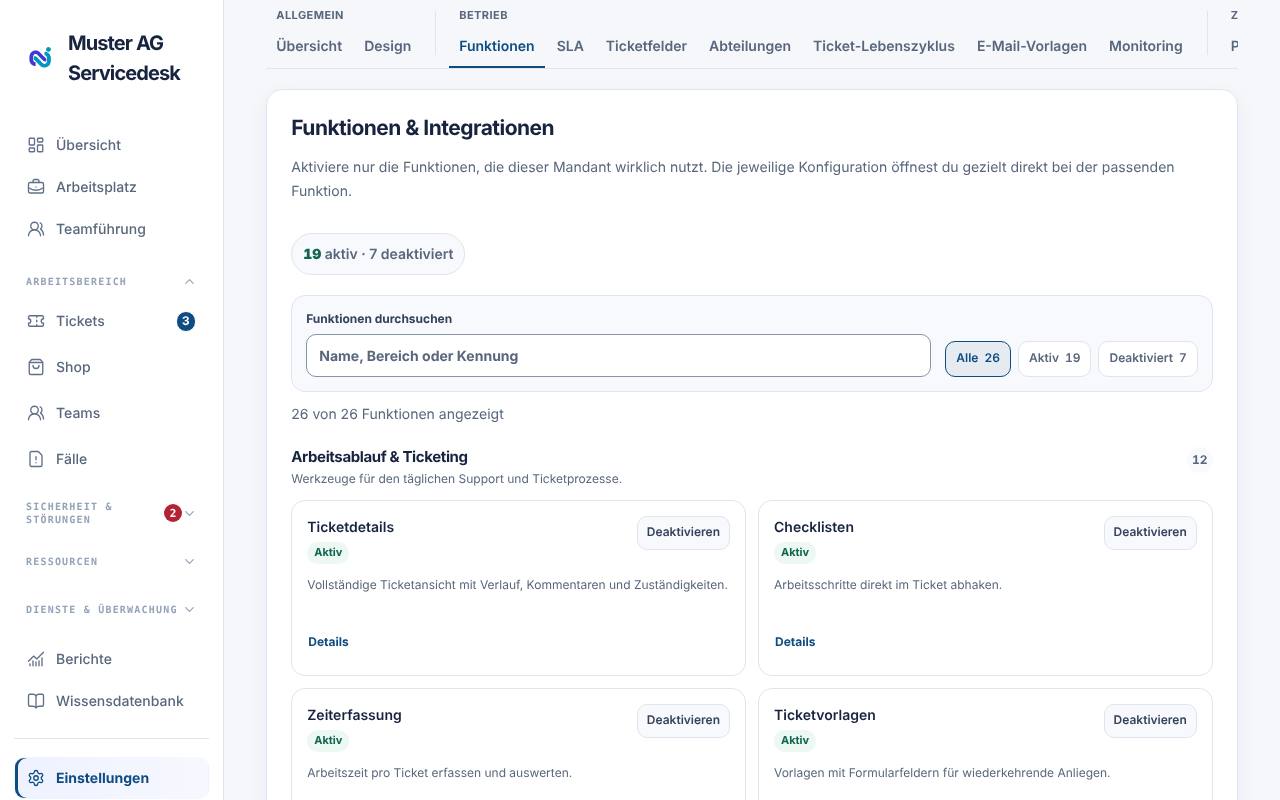 Muster AG
Servicedesk
Übersicht
Arbeitsplatz
Teamführung
ARBEITSBEREICH
Tickets 3
Shop
Teams
Fälle
SICHERHEIT &
STÖRUNGEN 2
RESSOURCEN
DIENSTE & ÜBERWACHUNG
Berichte
Wissensdatenbank
Einstellungen
ALLGEMEIN BETRIEB Z
Übersicht Design Funktionen SLA Ticketfelder Abteilungen Ticket-Lebenszyklus E-Mail-Vorlagen Monitoring P
Funktionen & Integrationen
Aktiviere nur die Funktionen, die dieser Mandant wirklich nutzt. Die jeweilige Konfiguration öffnest du gezielt direkt bei der passenden
Funktion.
19 aktiv · 7 deaktiviert
Funktionen durchsuchen
Name, Bereich oder Kennung Alle 26 Aktiv 19 Deaktiviert 7
26 von 26 Funktionen angezeigt
Arbeitsablauf & Ticketing 12
Werkzeuge für den täglichen Support und Ticketprozesse.
Ticketdetails Deaktivieren
Aktiv
Vollständige Ticketansicht mit Verlauf, Kommentaren und Zuständigkeiten.
Details
Checklisten Deaktivieren
Aktiv
Arbeitsschritte direkt im Ticket abhaken.
Details
Zeiterfassung Deaktivieren
Aktiv
Arbeitszeit pro Ticket erfassen und auswerten.
Ticketvorlagen Deaktivieren
Aktiv
Vorlagen mit Formularfeldern für wiederkehrende Anliegen.